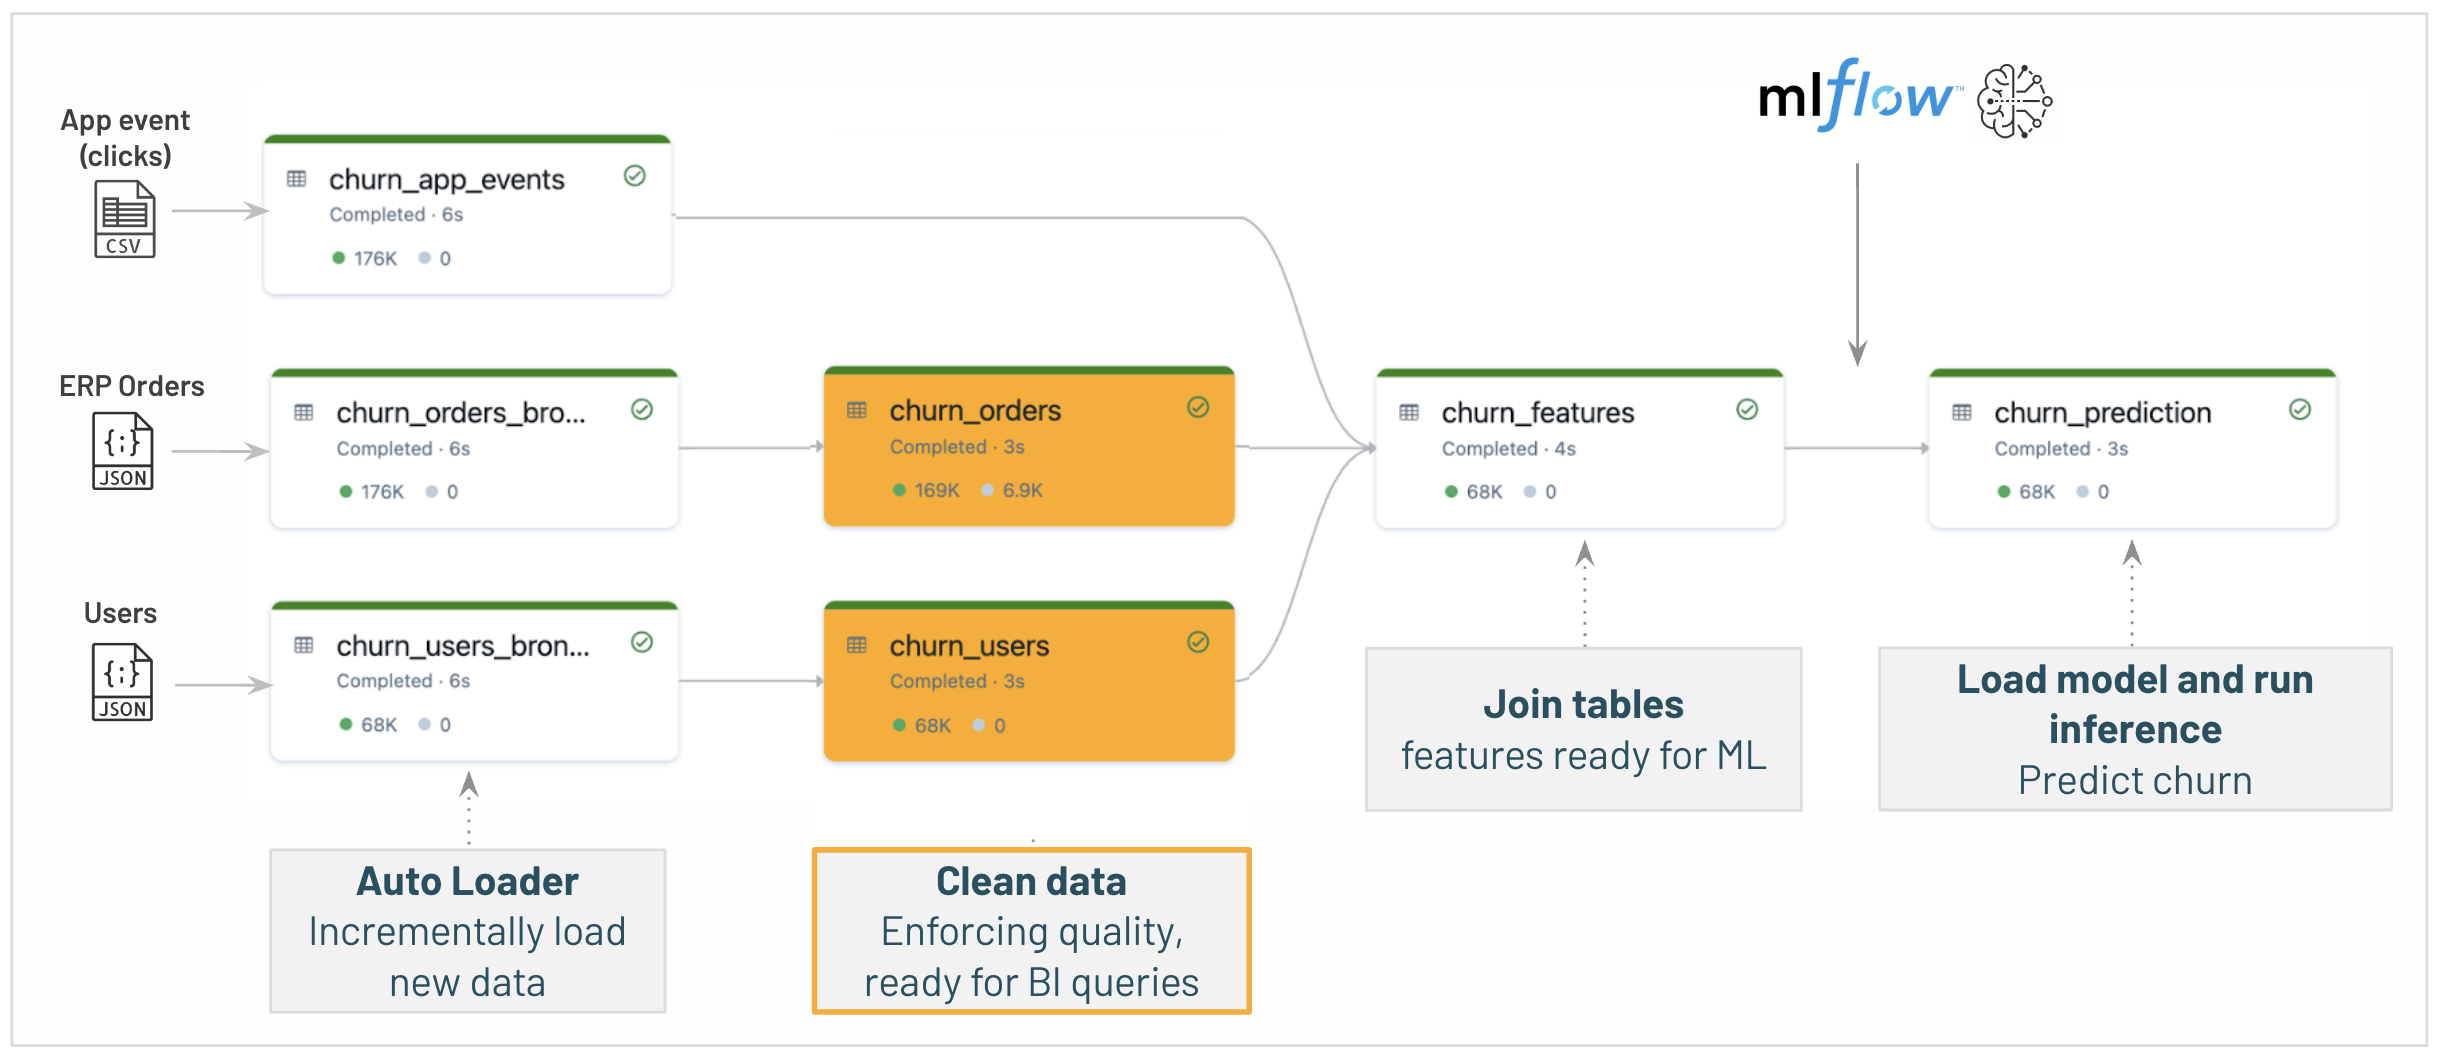 mlflow™
App event
(clicks)
CSV
churn_app_events
Completed · 6s
176K 0
ERP Orders
{;}
JSON
churn_orders_bro...
Completed · 6s
176K 0
churn_orders
Completed · 3s
169K 6.9K
churn_features
Completed · 4s
68K 0
churn_prediction
Completed · 3s
68K 0
Users
{;}
JSON
churn_users_bron...
Completed · 6s
68K 0
churn_users
Completed · 3s
68K 0
Join tables
features ready for ML
Load model and run
inference
Predict churn
Auto Loader
Incrementally load
new data
Clean data
Enforcing quality,
ready for BI queries